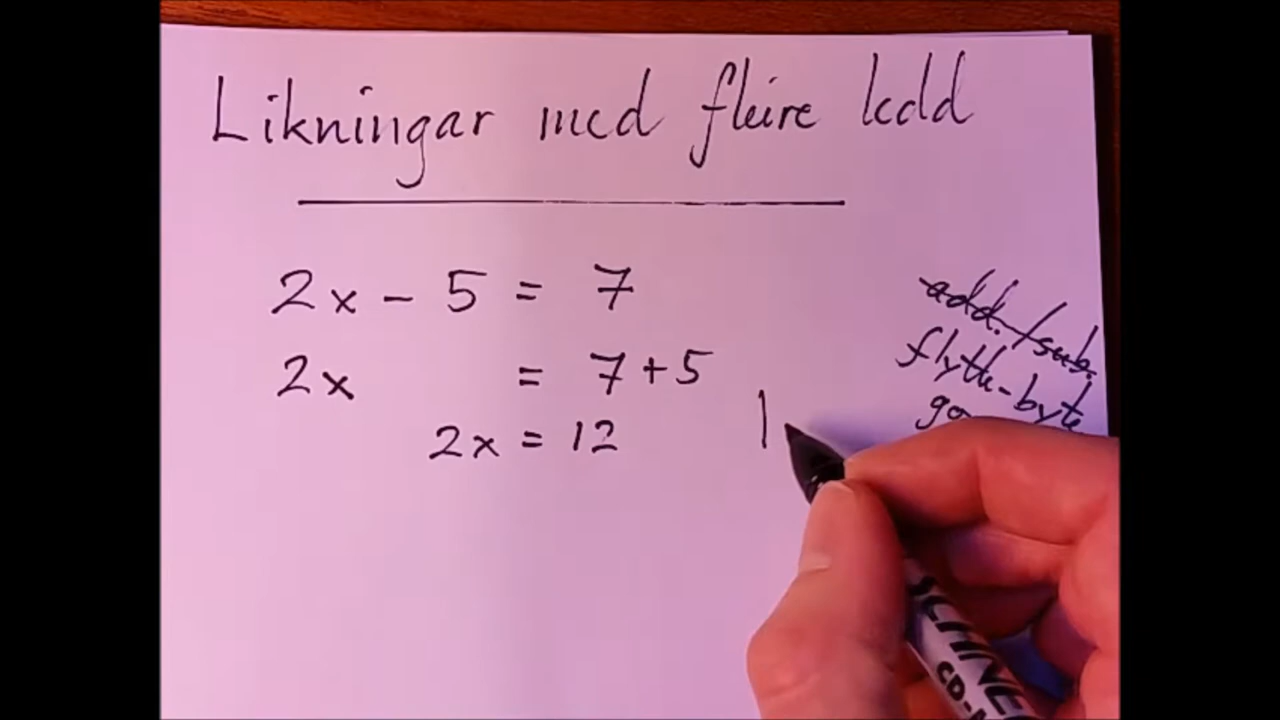 Likningar med fleire ledd
2x - 5 = 7
2x = 7 + 5
2x = 12
add. / sub.
flytte-byte